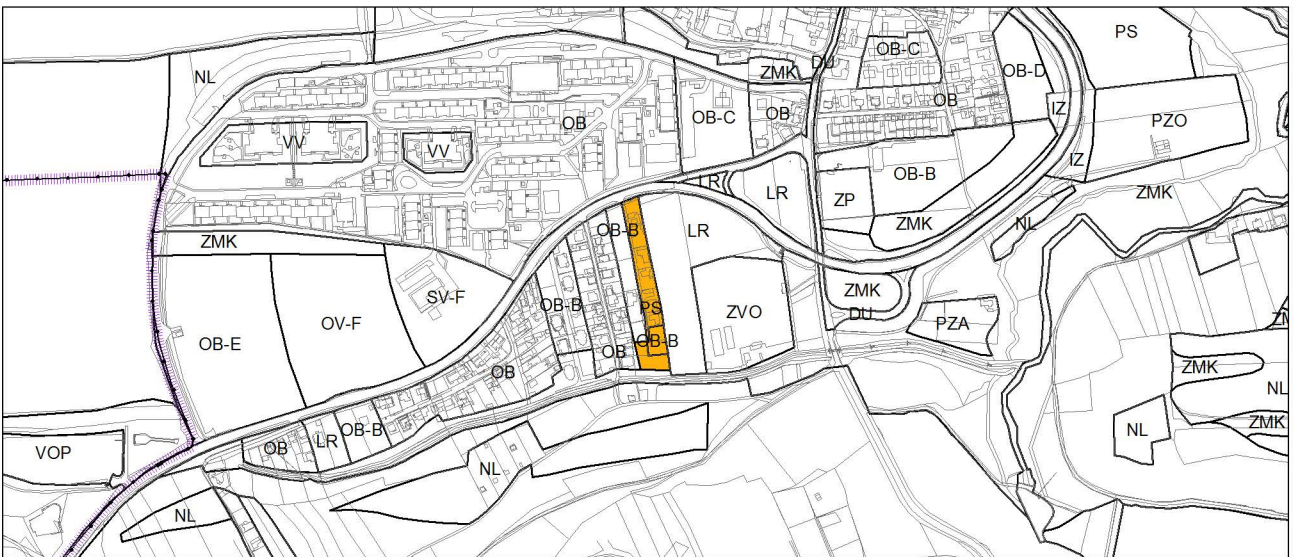 PS
OB-C
DU
ZMK
OB-D
NL
OB
IZ
OB
OB-C
OB
PZO
VV
VV
IZ
OB-B
LR
LR
ZP
ZMK
NL
ZMK
OB-B
LR
ZMK
SV-F
ZMK
OB-B
PS
ZVO
DU
PZA
ZM
OV-F
OB-E
OB-B
OB
OB
ZMK
NL
ZMK
NL
OB-B
LR
OB
VOP
NL
NL